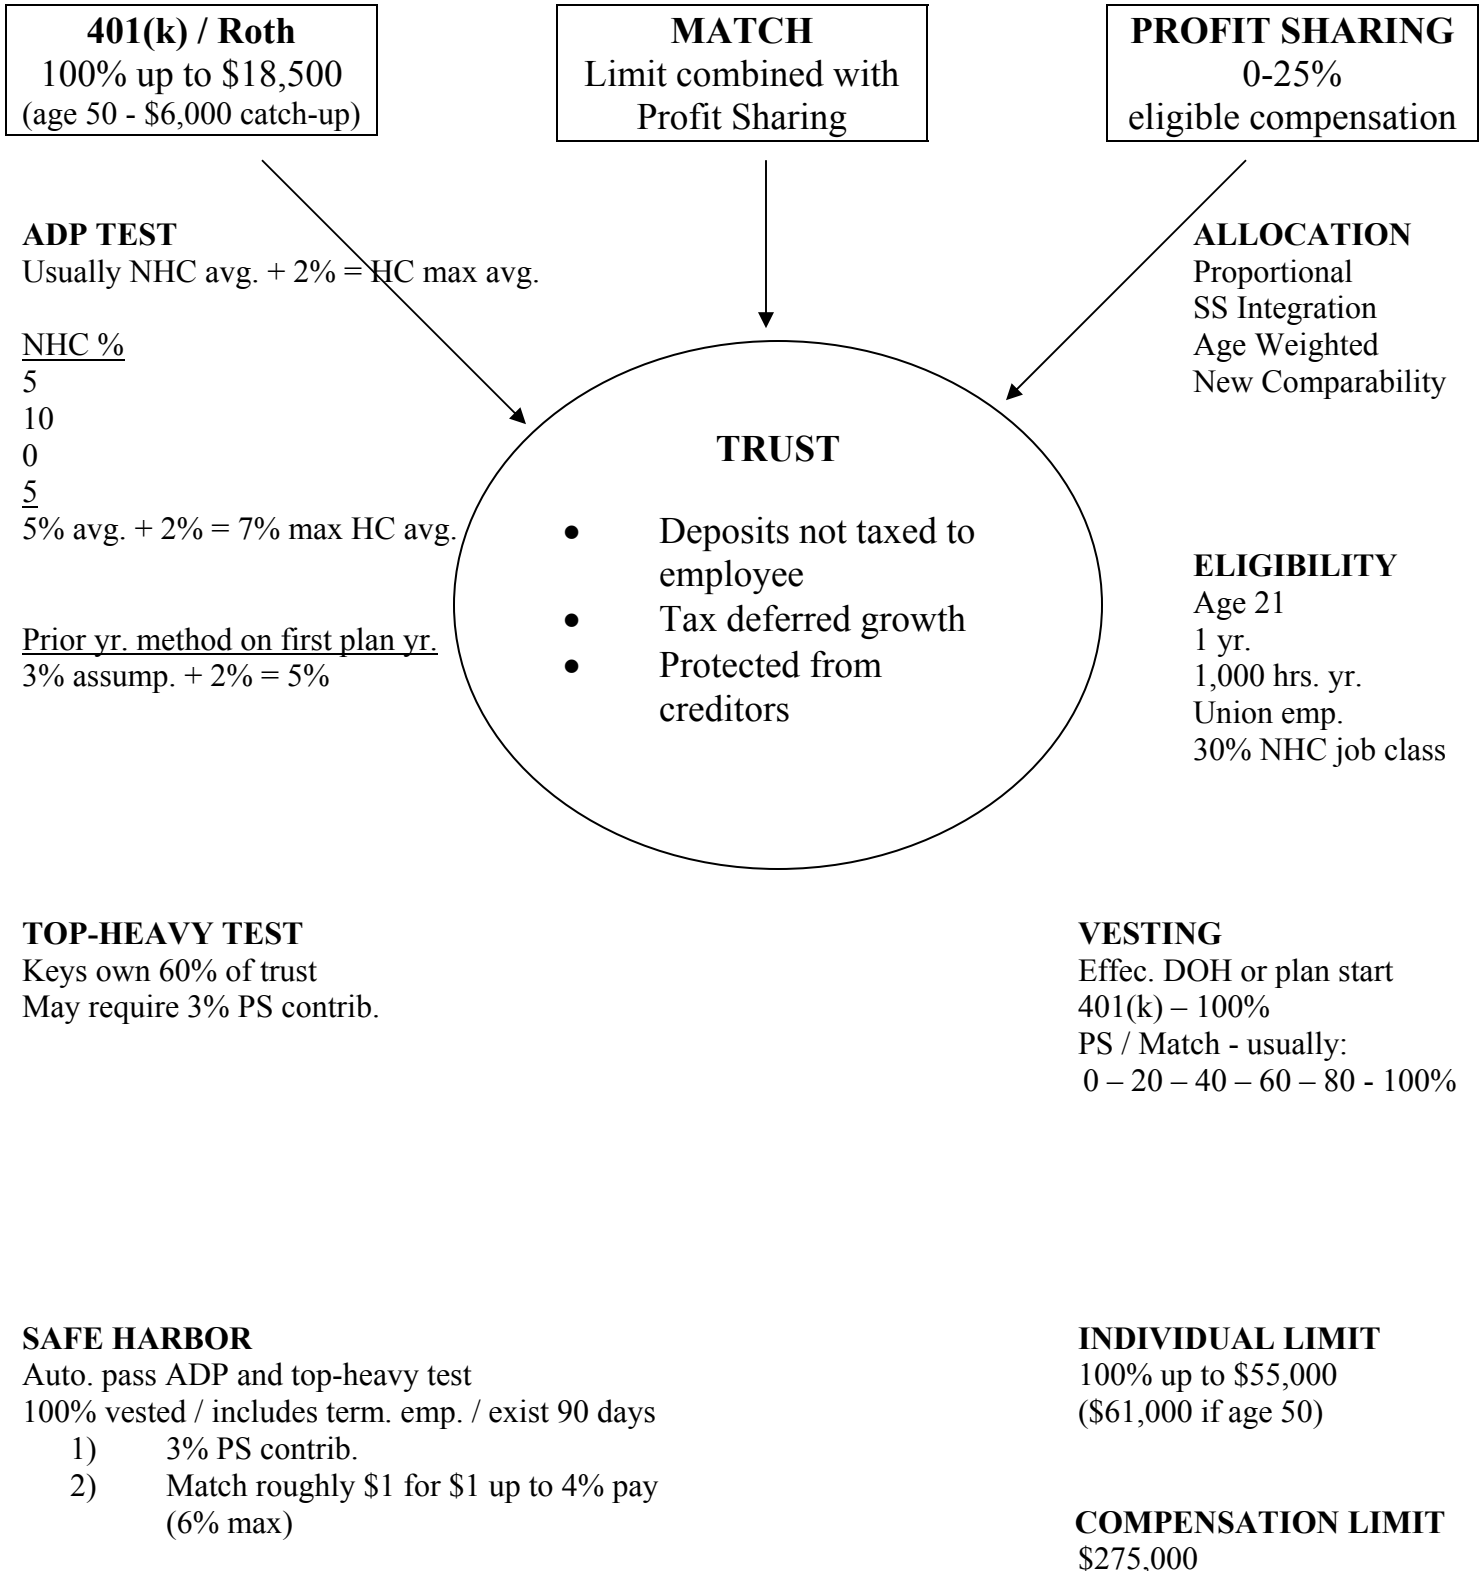 401(k) / Roth
100% up to $18,500
(age 50 - $6,000 catch-up)
MATCH
Limit combined with
Profit Sharing
PROFIT SHARING
0-25%
eligible compensation
ADP TEST
Usually NHC avg. + 2% = HC max avg.
NHC %
5
10
0
5
5% avg. + 2% = 7% max HC avg.
Prior yr. method on first plan yr.
3% assump. + 2% = 5%
TRUST
• Deposits not taxed to
employee
• Tax deferred growth
• Protected from
creditors
ALLOCATION
Proportional
SS Integration
Age Weighted
New Comparability
ELIGIBILITY
Age 21
1 yr.
1,000 hrs. yr.
Union emp.
30% NHC job class
TOP-HEAVY TEST
Keys own 60% of trust
May require 3% PS contrib.
VESTING
Effec. DOH or plan start
401(k) – 100%
PS / Match - usually:
0 – 20 – 40 – 60 – 80 - 100%
SAFE HARBOR
Auto. pass ADP and top-heavy test
100% vested / includes term. emp. / exist 90 days
1) 3% PS contrib.
2) Match roughly $1 for $1 up to 4% pay
(6% max)
INDIVIDUAL LIMIT
100% up to $55,000
($61,000 if age 50)
COMPENSATION LIMIT
$275,000